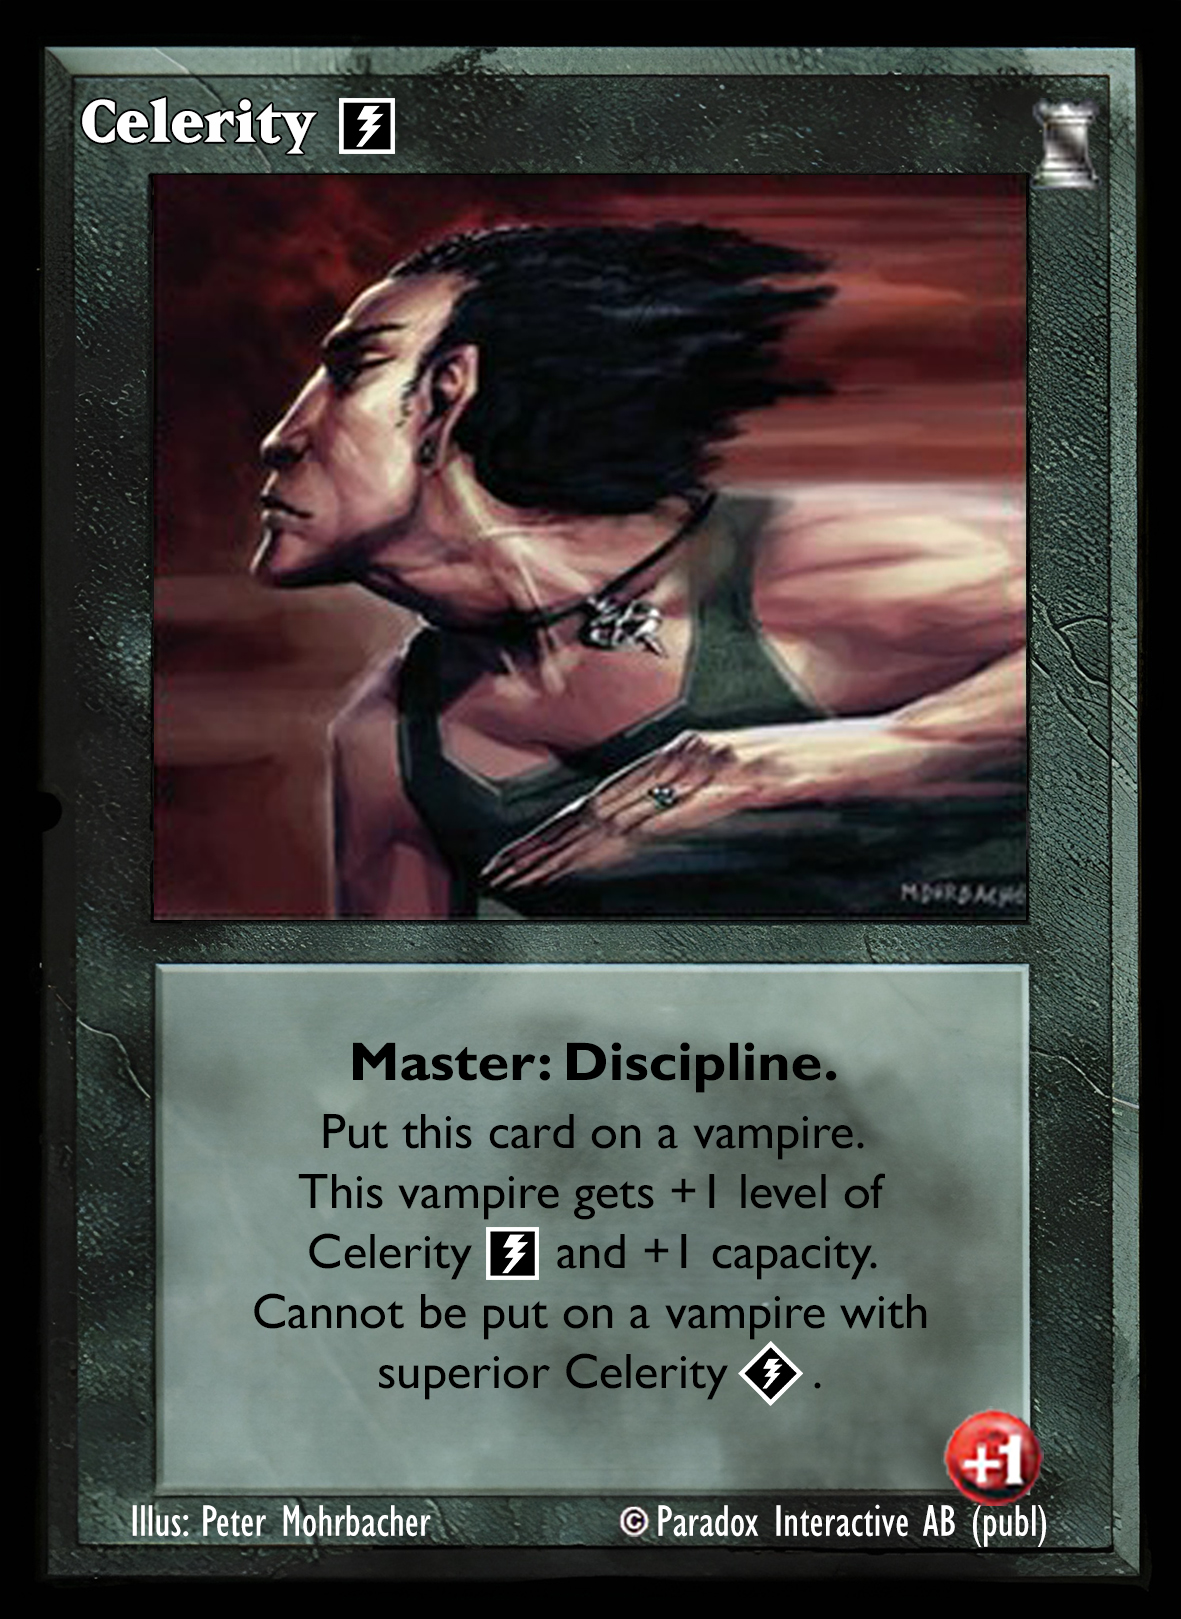 Celerity
Master: Discipline.
Put this card on a vampire.
This vampire gets +1 level of
Celerity and +1 capacity.
Cannot be put on a vampire with
superior Celerity .
+1
Illus: Peter Mohrbacher
© Paradox Interactive AB (publ)